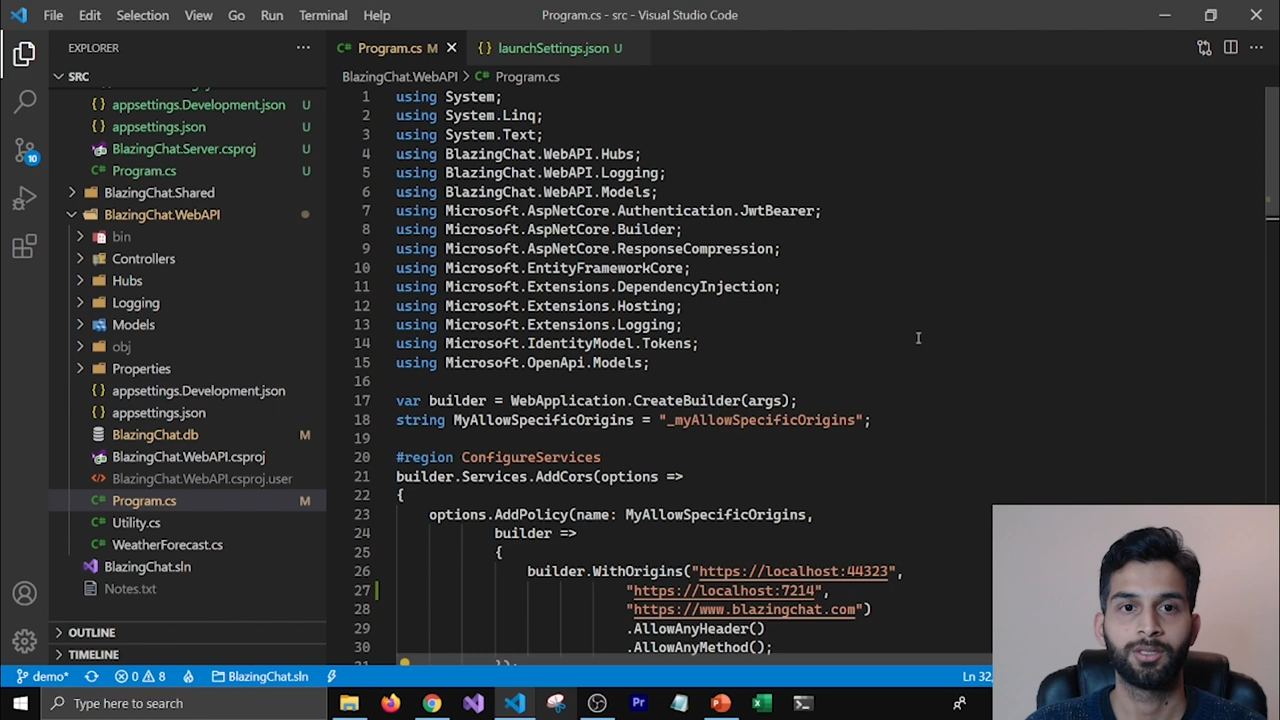 File Edit Selection View Go Run Terminal Help Program.cs - src - Visual Studio Code
EXPLORER
SRC
appsettings.Development.json U
appsettings.json U
BlazingChat.Server.csproj U
Program.cs U
BlazingChat.Shared
BlazingChat.WebAPI
bin
Controllers
Hubs
Logging
Models
obj
Properties
appsettings.Development.json
appsettings.json
BlazingChat.db M
BlazingChat.WebAPI.csproj
BlazingChat.WebAPI.csproj.user
Program.cs M
Utility.cs
WeatherForecast.cs
BlazingChat.sln
Notes.txt
OUTLINE
TIMELINE
10
Program.cs M launchSettings.json U
BlazingChat.WebAPI > Program.cs
1 using System;
2 using System.Linq;
3 using System.Text;
4 using BlazingChat.WebAPI.Hubs;
5 using BlazingChat.WebAPI.Logging;
6 using BlazingChat.WebAPI.Models;
7 using Microsoft.AspNetCore.Authentication.JwtBearer;
8 using Microsoft.AspNetCore.Builder;
9 using Microsoft.AspNetCore.ResponseCompression;
10 using Microsoft.EntityFrameworkCore;
11 using Microsoft.Extensions.DependencyInjection;
12 using Microsoft.Extensions.Hosting;
13 using Microsoft.Extensions.Logging;
14 using Microsoft.IdentityModel.Tokens;
15 using Microsoft.OpenApi.Models;
16
17 var builder = WebApplication.CreateBuilder(args);
18 string MyAllowSpecificOrigins = "_myAllowSpecificOrigins";
19
20 #region ConfigureServices
21 builder.Services.AddCors(options =>
22 {
23 options.AddPolicy(name: MyAllowSpecificOrigins,
24 builder =>
25 {
26 builder.WithOrigins("https://localhost:44323",
27 "https://localhost:7214",
28 "https://www.blazingchat.com")
29 .AllowAnyHeader()
30 .AllowAnyMethod();
31 });
demo* 0 8 BlazingChat.sln Ln 32,
Type here to search